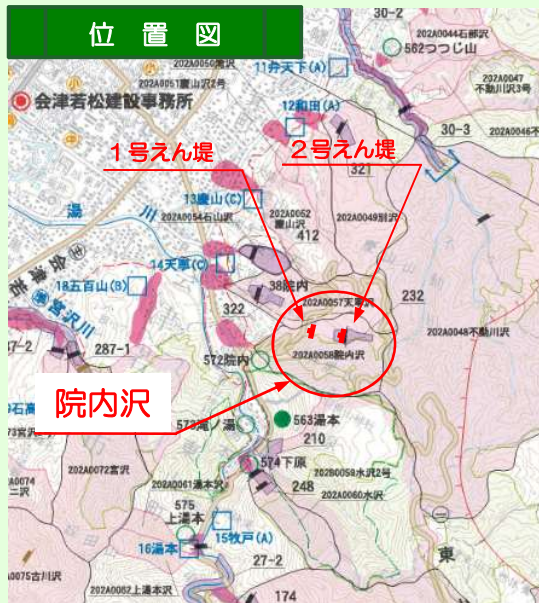 位置図
30-2
202A0044石部沢
562つつじ山
202A0050滝沢
11弁天下(A)
202A0051慶山沢2号
202A0047
不動川沢3号
会津若松建設事務所
12和田(A)
30-3
202A0046不
1号えん堤
2号えん堤
321
13慶山(C)
湯川
202A0054石山沢
202A0052
慶山沢
202A0049別沢
412
14天寧(C)
会津若
18五百山(B)
38院内
202A0057天寧沢
232
宮沢川
322
202A0048不動川沢
37-2
287-1
572院内
202A0058院内沢
院内沢
563湯本
573滝ノ湯
210
202A0074
二沢
202A0072宮沢
574下原
202B0059水沢2号
202A0061湯本沢
248
202A0060水沢
575
上湯本
15牧戸(A)
東
16湯本
27-2
202A0075古川沢
202A0062上湯本沢
174